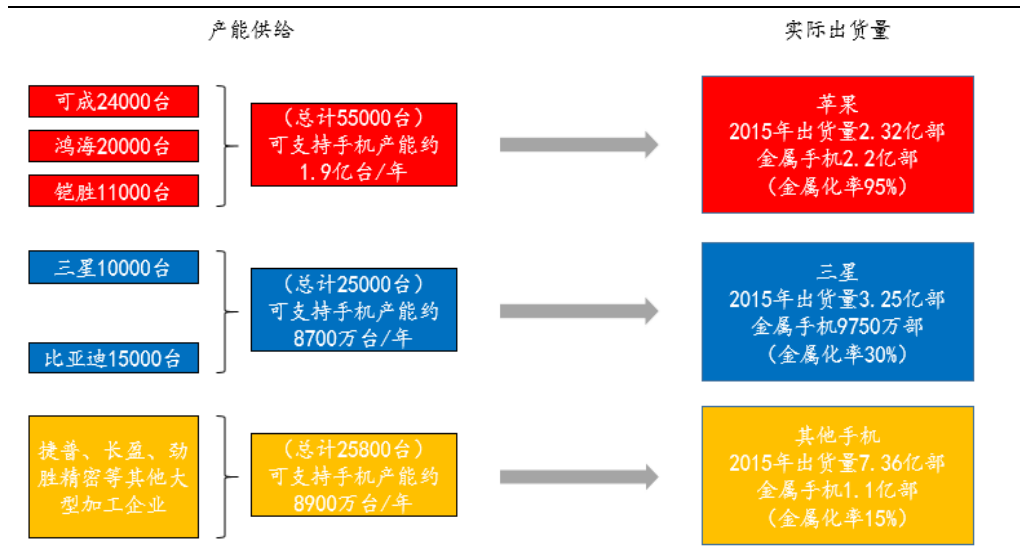 产能供给
实际出货量
可成24000台
鸿海20000台
铠胜11000台
(总计55000台)
可支持手机产能约
1.9亿台/年
苹果
2015年出货量2.32亿部
金属手机2.2亿部
(金属化率95%)
三星10000台
比亚迪15000台
(总计25000台)
可支持手机产能约
8700万台/年
三星
2015年出货量3.25亿部
金属手机9750万部
(金属化率30%)
捷普、长盈、劲
胜精密等其他大
型加工企业
(总计25800台)
可支持手机产能约
8900万台/年
其他手机
2015年出货量7.36亿部
金属手机1.1亿部
(金属化率15%)